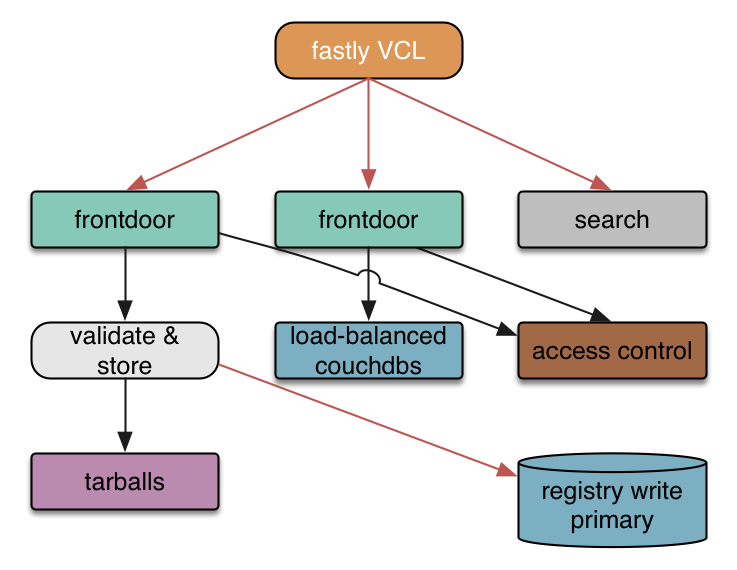 fastly VCL
frontdoor
frontdoor
search
validate &
store
load-balanced
couchdbs
access control
tarballs
registry write
primary